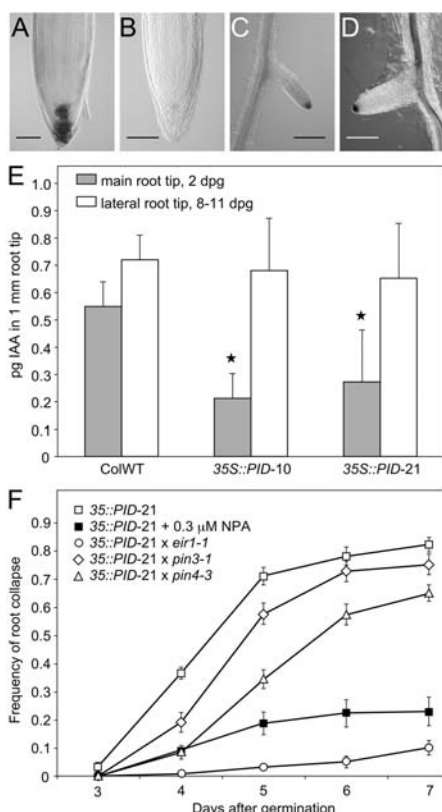 A
B
C
D
E
main root tip, 2 dpg
lateral root tip, 8-11 dpg
pg IAA in 1 mm root tip
1.0
0.9
0.8
0.7
0.6
0.5
0.4
0.3
0.2
0.1
0
ColWT
35S::PID-10
35S::PID-21
F
35::PID-21
35::PID-21 + 0.3 μM NPA
35::PID-21 x eir1-1
35::PID-21 x pin3-1
35::PID-21 x pin4-3
Frequency of root collapse
0.9
0.8
0.7
0.6
0.5
0.4
0.3
0.2
0.1
0
3
4
5
6
7
Days after germination